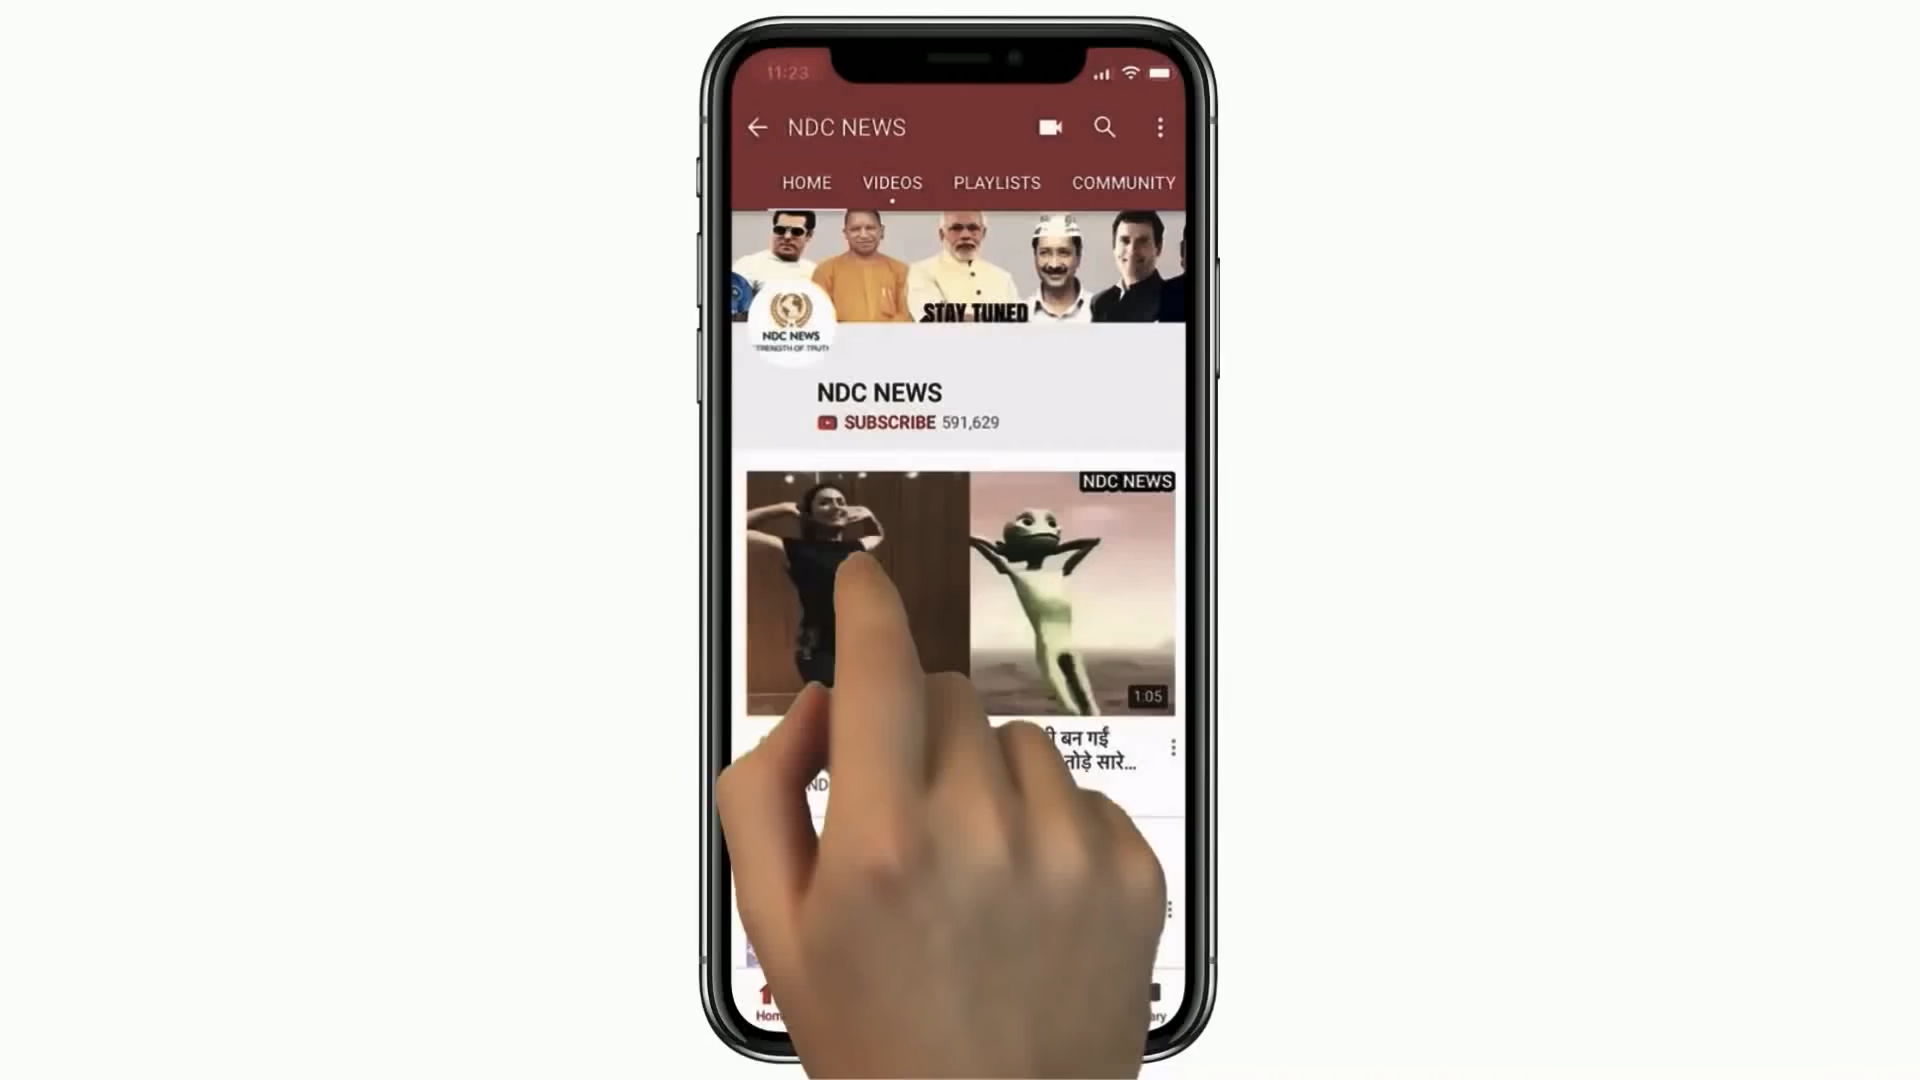 11:23
NDC NEWS
HOME VIDEOS PLAYLISTS COMMUNITY
STAY TUNED
NDC NEWS
NDC NEWS
SUBSCRIBE 591,629
NDC NEWS
1:05
बन गईं
तोड़े सारे...